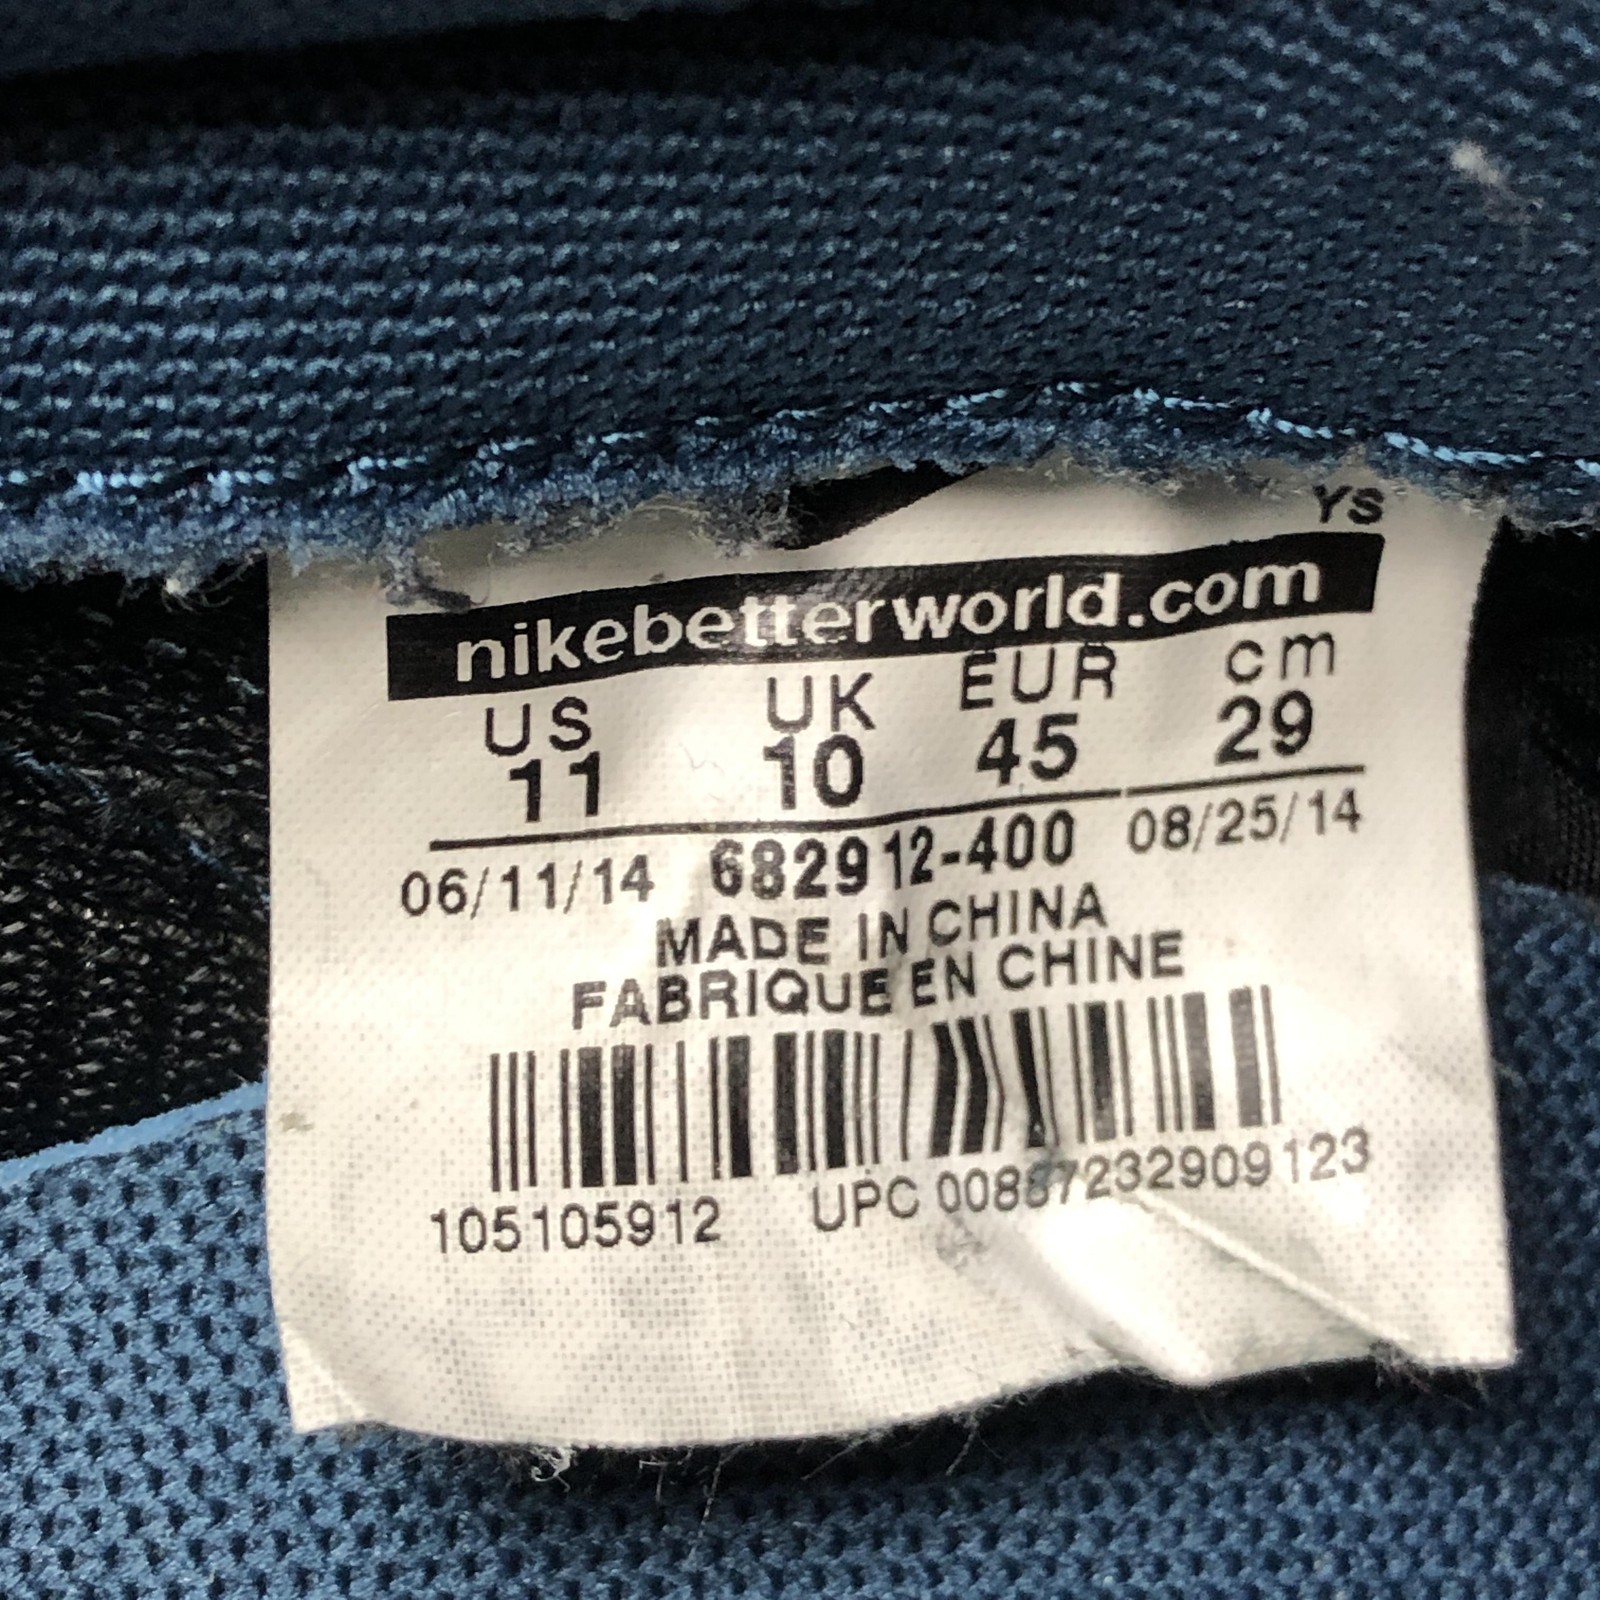 YS
nikebetterworld.com
US UK EUR cm
11 10 45 29
06/11/14 682912-400 08/25/14
MADE IN CHINA
FABRIQUE EN CHINE
105105912 UPC 00887232909123